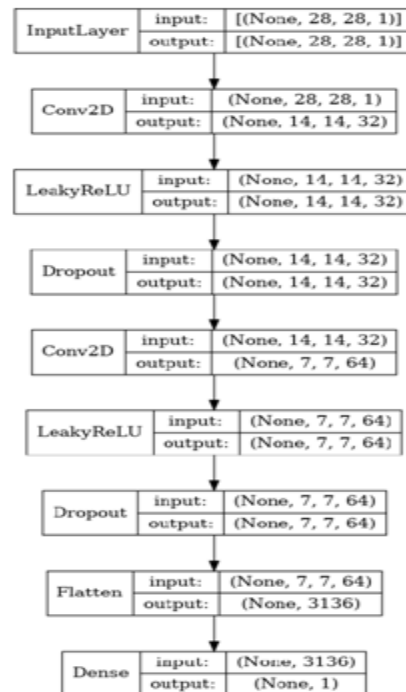 InputLayer input: [(None, 28, 28, 1)]
output: [(None, 28, 28, 1)]
Conv2D input: (None, 28, 28, 1)
output: (None, 14, 14, 32)
LeakyReLU input: (None, 14, 14, 32)
output: (None, 14, 14, 32)
Dropout input: (None, 14, 14, 32)
output: (None, 14, 14, 32)
Conv2D input: (None, 14, 14, 32)
output: (None, 7, 7, 64)
LeakyReLU input: (None, 7, 7, 64)
output: (None, 7, 7, 64)
Dropout input: (None, 7, 7, 64)
output: (None, 7, 7, 64)
Flatten input: (None, 7, 7, 64)
output: (None, 3136)
Dense input: (None, 3136)
output: (None, 1)